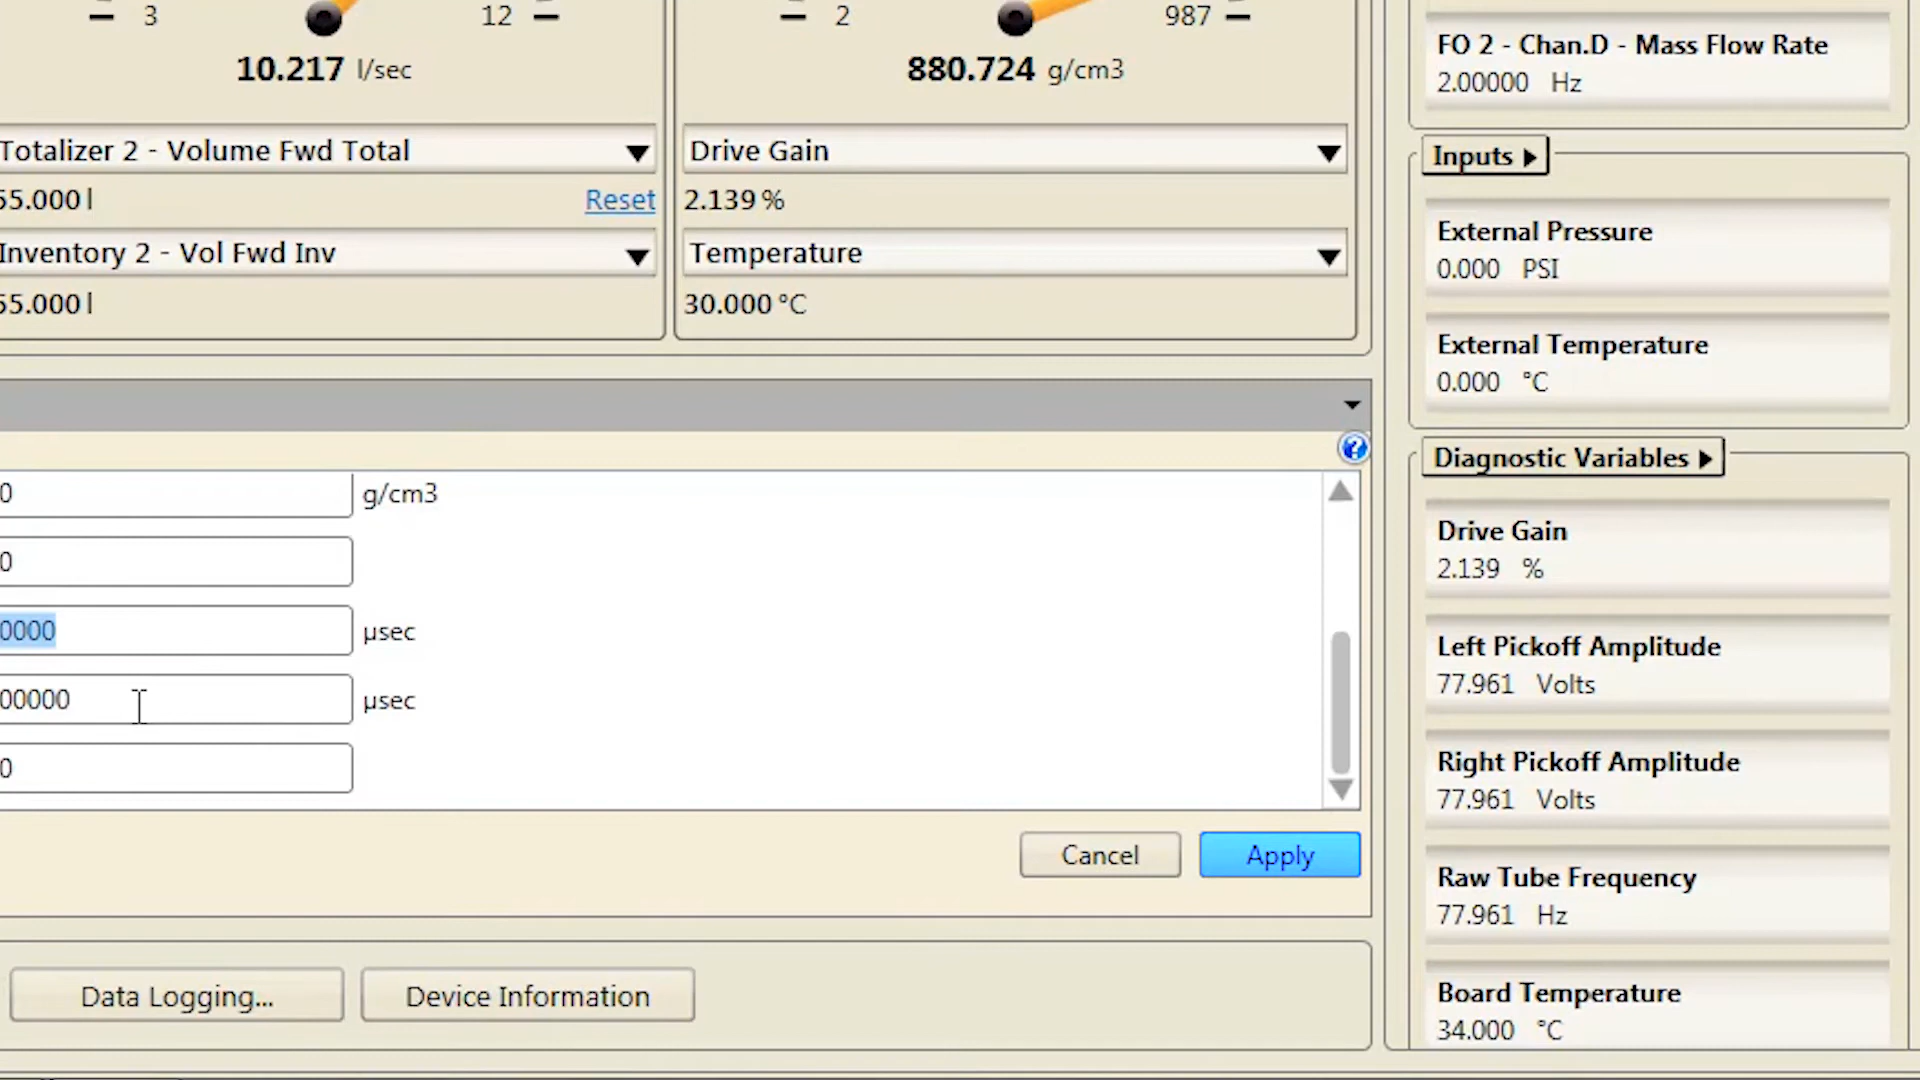 3
12
10.217 l/sec
2
987
880.724 g/cm3
Totalizer 2 - Volume Fwd Total
55.000 l
Reset
Inventory 2 - Vol Fwd Inv
55.000 l
Drive Gain
2.139 %
Temperature
30.000 °C
0
g/cm3
0
0000
µsec
00000
µsec
0
Cancel
Apply
Data Logging...
Device Information
FO 2 - Chan.D - Mass Flow Rate
2.00000 Hz
Inputs
External Pressure
0.000 PSI
External Temperature
0.000 °C
Diagnostic Variables
Drive Gain
2.139 %
Left Pickoff Amplitude
77.961 Volts
Right Pickoff Amplitude
77.961 Volts
Raw Tube Frequency
77.961 Hz
Board Temperature
34.000 °C